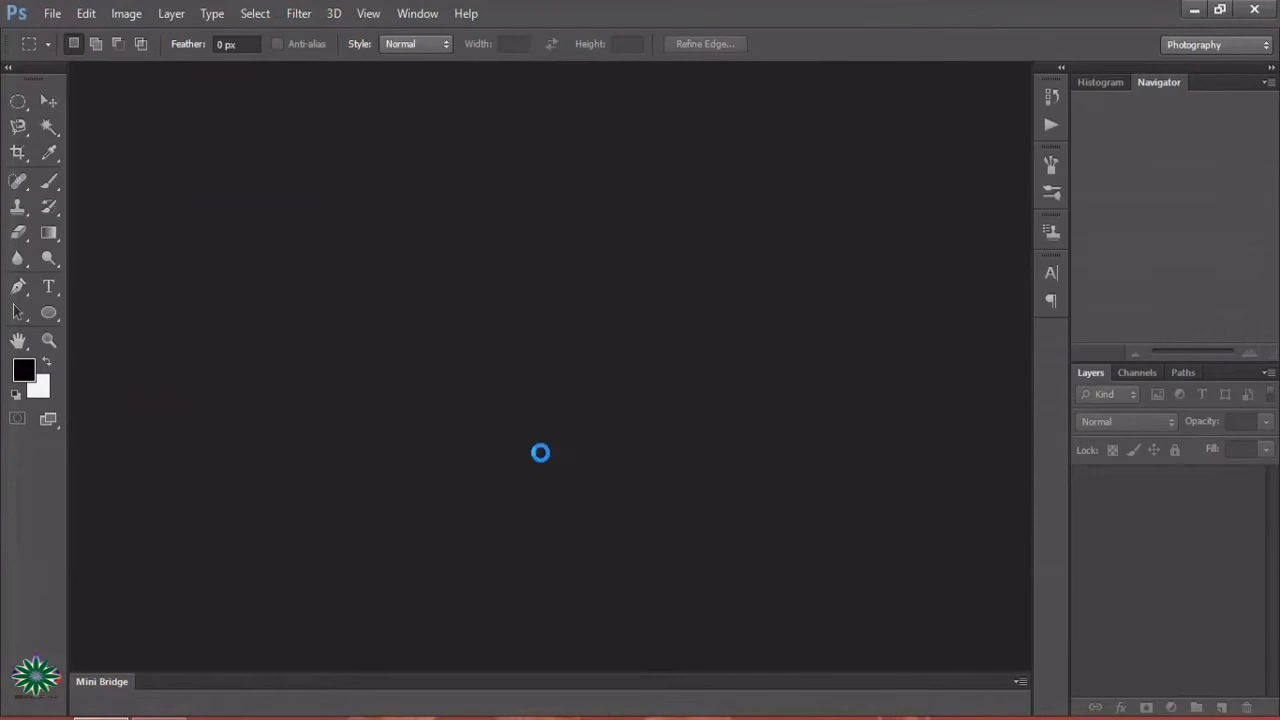 Ps File Edit Image Layer Type Select Filter 3D View Window Help
Feather: 0 px Anti-alias Style: Normal Width: Height: Refine Edge... Photography
Histogram Navigator
Layers Channels Paths
Kind
Normal Opacity:
Lock: Fill:
Mini Bridge